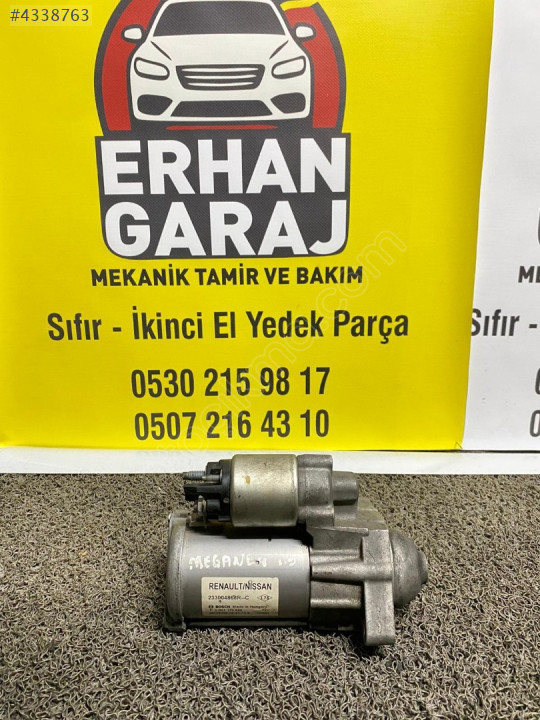 #4338763
ERHAN
GARAJ
MEKANİK TAMİR VE BAKIM
Sıfır - İkinci El Yedek Parça
0530 215 98 17
0507 216 43 10
Sıfır -
RENAULT/NISSAN
BOSCH